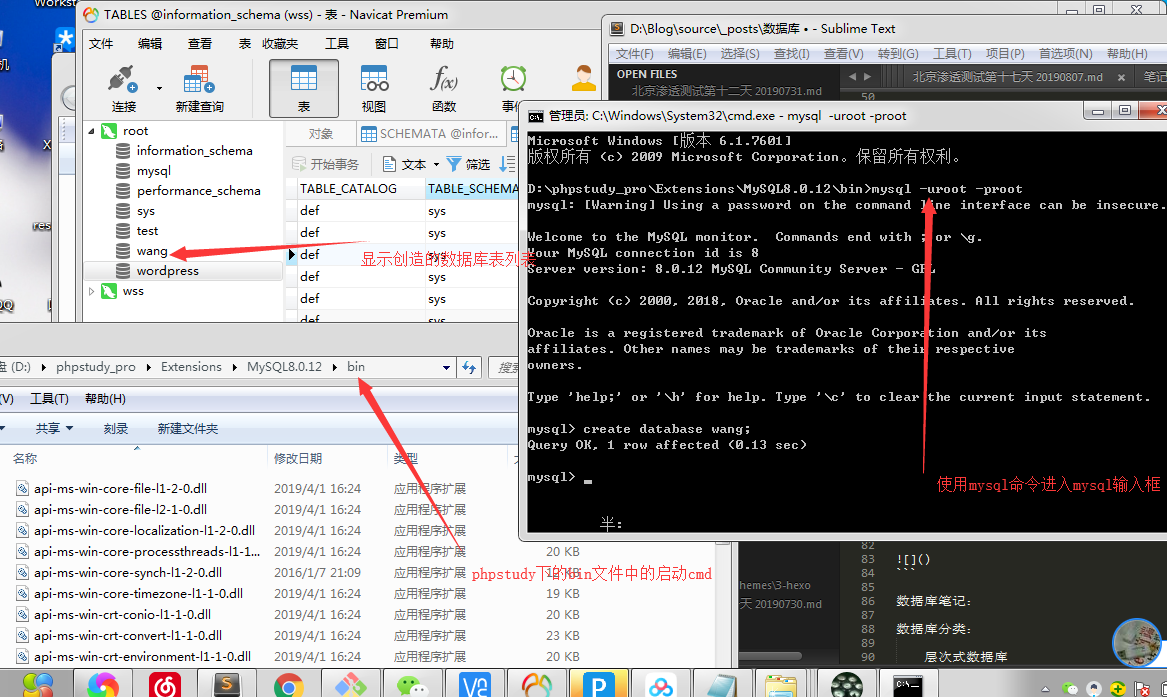 Works
TABLES @information_schema (wss) - 表 - Navicat Premium
文件 编辑 查看 表 收藏夹 工具 窗口 帮助
连接 新建查询 表 视图 函数
root
information_schema
mysql
performance_schema
sys
test
wang
wordpress
wss
对象 SCHEMATA @infor...
开始事务 文本 筛选
TABLE_CATALOG TABLE_SCHEMA
def sys
def sys
def sys
def sys
def sys
def sys
显示创造的数据库表列表
D:\Blog\source\_posts\数据库 • - Sublime Text
文件(F) 编辑(E) 选择(S) 查找(I) 查看(V) 转到(G) 工具(T) 项目(P) 首选项(N) 帮助(H)
OPEN FILES
北京渗透测试第十二天 20190731.md
北京渗透测试第十七天 20190807.md × 笔记
50
管理员: C:\Windows\System32\cmd.exe - mysql -uroot -proot
Microsoft Windows [版本 6.1.7601]
版权所有 (c) 2009 Microsoft Corporation。保留所有权利。
D:\phpstudy_pro\Extensions\MySQL8.0.12\bin>mysql -uroot -proot
mysql: [Warning] Using a password on the command line interface can be insecure.
Welcome to the MySQL monitor.  Commands end with ; or \g.
Your MySQL connection id is 8
Server version: 8.0.12 MySQL Community Server - GPL
Copyright (c) 2000, 2018, Oracle and/or its affiliates. All rights reserved.
Oracle is a registered trademark of Oracle Corporation and/or its
affiliates. Other names may be trademarks of their respective
owners.
Type 'help;' or '\h' for help. Type '\c' to clear the current input statement.
mysql> create database wang;
Query OK, 1 row affected (0.13 sec)
mysql>
半:
使用mysql命令进入mysql输入框
盘 (D:) phpstudy_pro Extensions MySQL8.0.12 bin
(V) 工具(T) 帮助(H)
共享 刻录 新建文件夹
名称 修改日期 类型
api-ms-win-core-file-l1-2-0.dll 2019/4/1 16:24 应用程序扩展
api-ms-win-core-file-l2-1-0.dll 2019/4/1 16:24 应用程序扩展
api-ms-win-core-localization-l1-2-0.dll 2019/4/1 16:24 应用程序扩展
api-ms-win-core-processthreads-l1-1... 2019/4/1 16:24 应用程序扩展 20 KB
api-ms-win-core-synch-l1-2-0.dll 2016/1/7 21:09 应用程序扩展 12 KB
api-ms-win-core-timezone-l1-1-0.dll 2019/4/1 16:24 应用程序扩展 19 KB
api-ms-win-crt-conio-l1-1-0.dll 2019/4/1 16:24 应用程序扩展 20 KB
api-ms-win-crt-convert-l1-1-0.dll 2019/4/1 16:24 应用程序扩展 23 KB
api-ms-win-crt-environment-l1-1-0.dll 2019/4/1 16:24 应用程序扩展 20 KB
phpstudy下的bin文件中的启动cmd
hemes\3-hexo
天 20190730.md
82
83 ![]()
84 ```
85
86 数据库笔记:
87
88 数据库分类:
89
90 层次式数据库